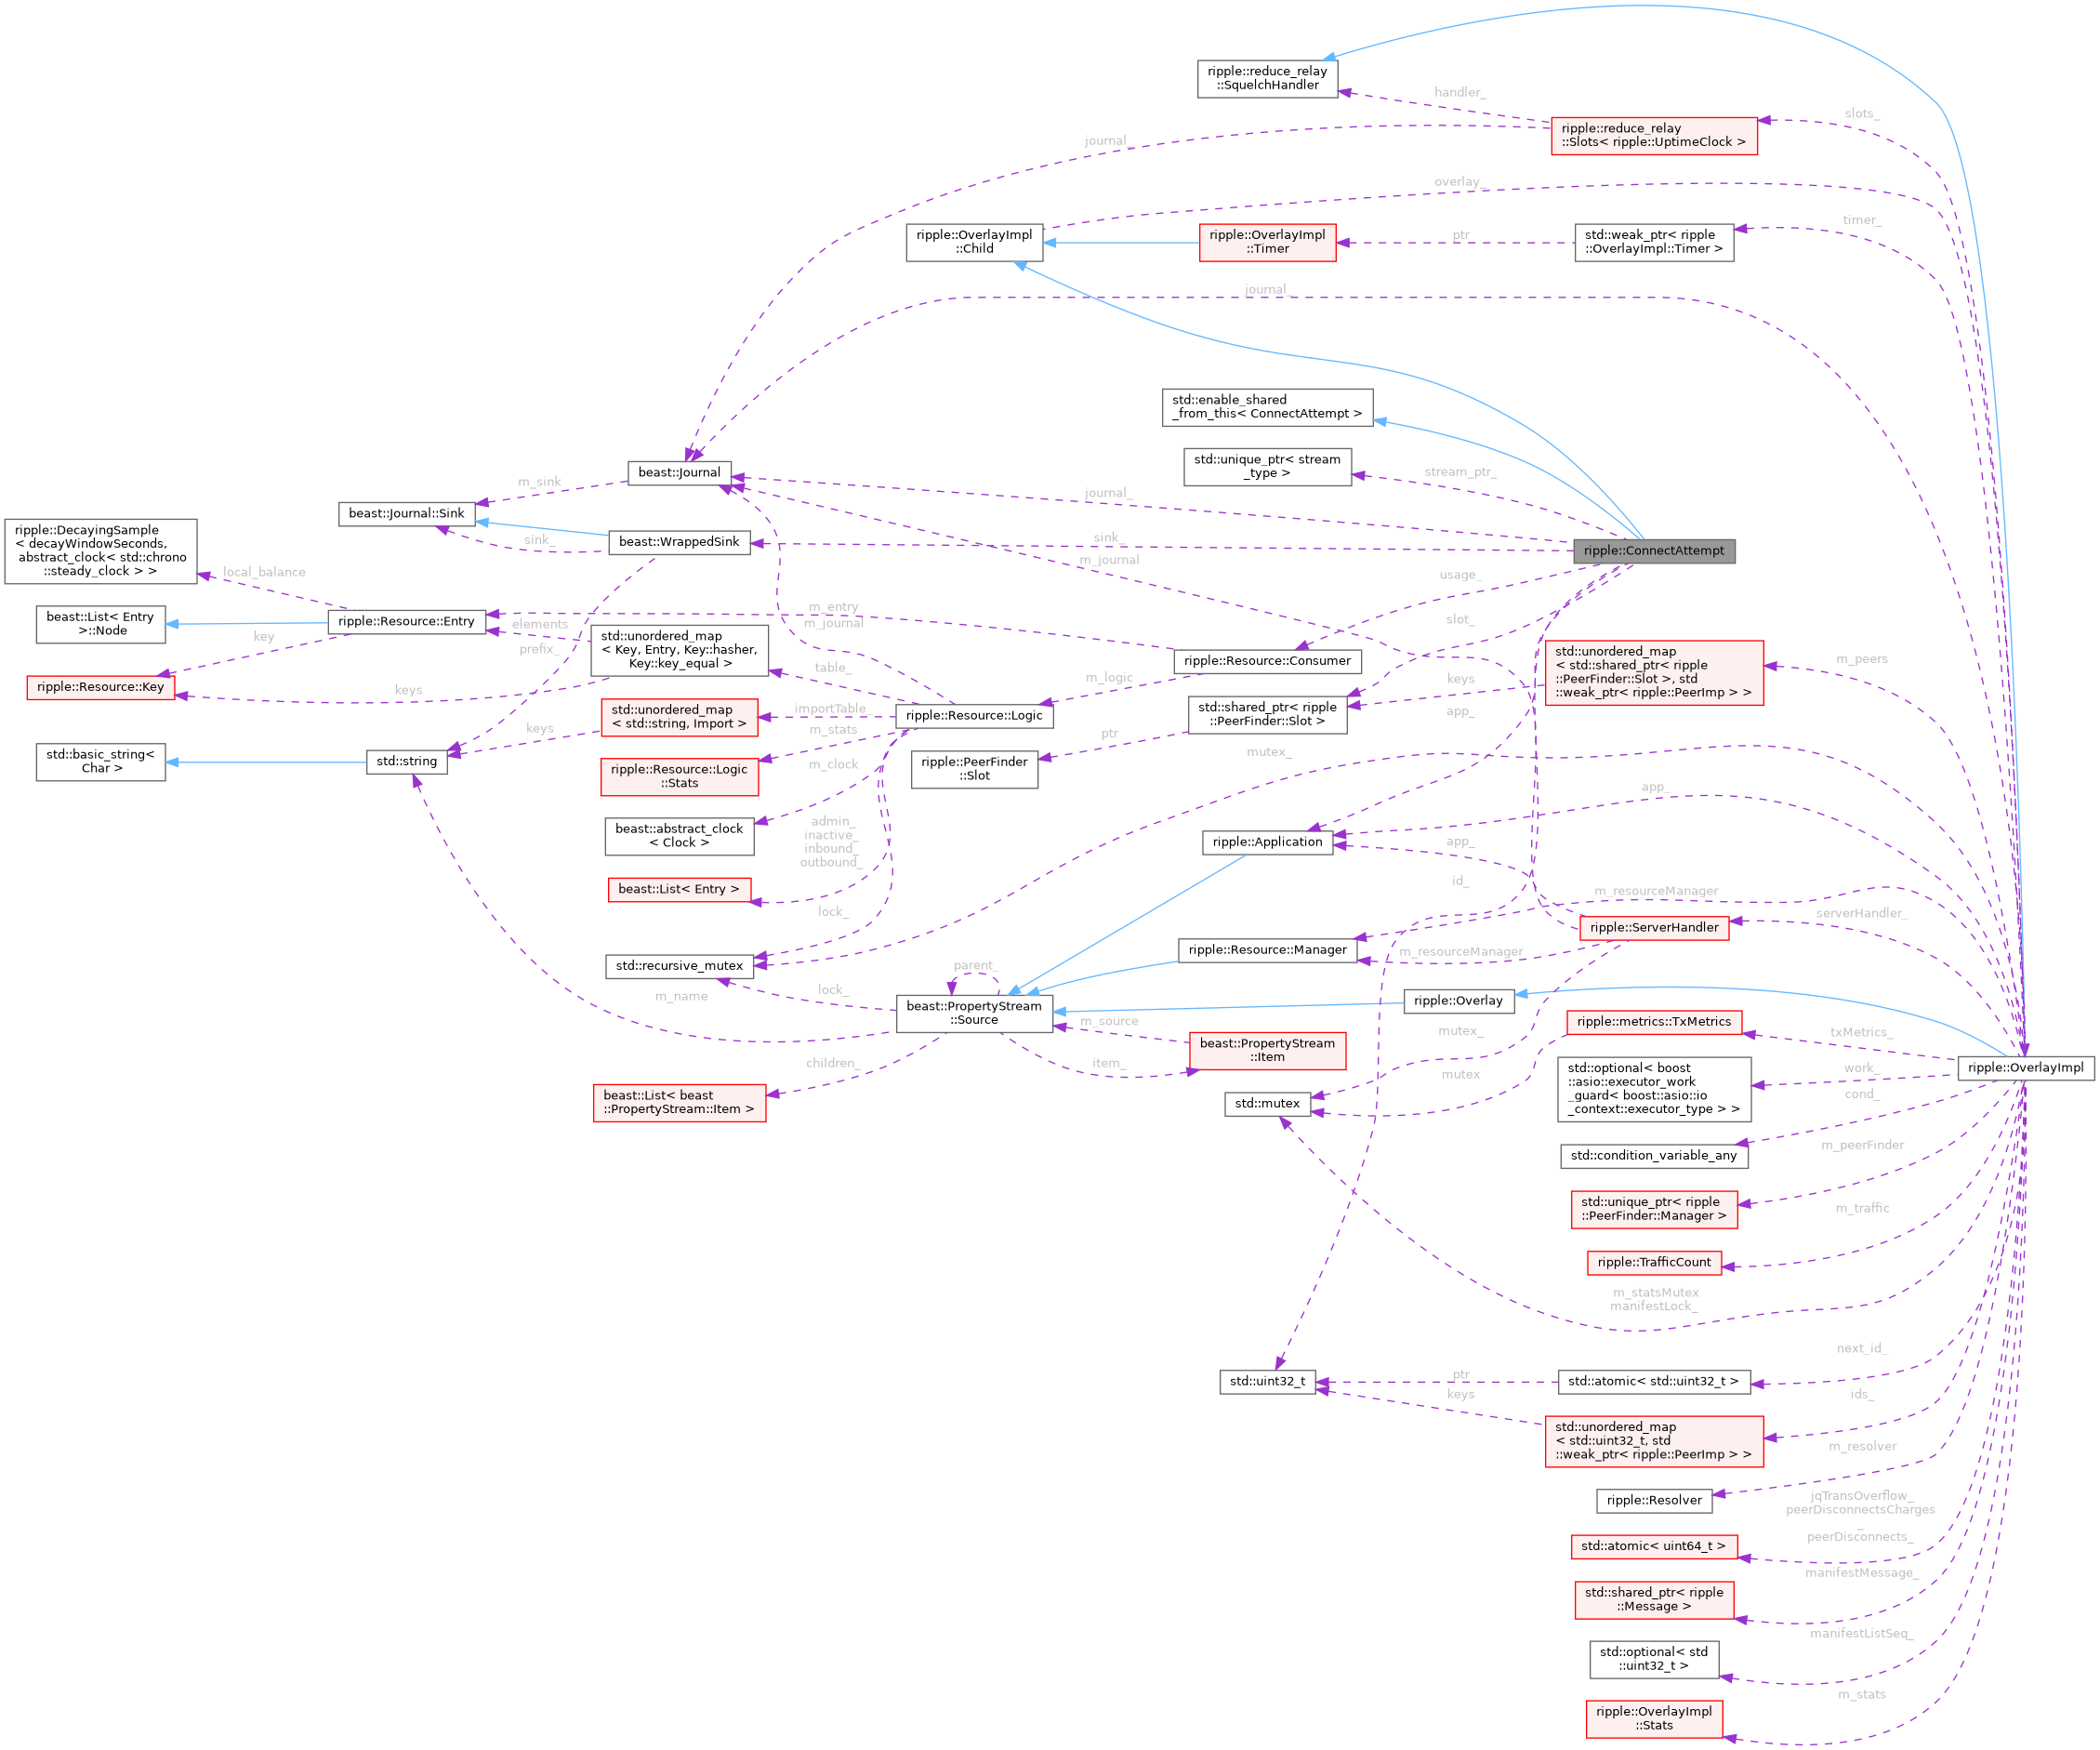 ripple::reduce_relay
::SquelchHandler
handler_
slots_
ripple::reduce_relay
::Slots< ripple::UptimeClock >
journal_
overlay_
timer_
ripple::OverlayImpl
::Child
ripple::OverlayImpl
::Timer
ptr
std::weak_ptr< ripple
::OverlayImpl::Timer >
journal_
std::enable_shared
_from_this< ConnectAttempt >
std::unique_ptr< stream
_type >
stream_ptr_
beast::Journal
m_sink
journal_
beast::Journal::Sink
ripple::DecayingSample
< decayWindowSeconds,
abstract_clock< std::chrono
::steady_clock > >
sink_
beast::WrappedSink
sink_
ripple::ConnectAttempt
m_journal
local_balance
usage_
beast::List< Entry
>::Node
ripple::Resource::Entry
elements
m_entry
m_journal
slot_
key
prefix_
std::unordered_map
< Key, Entry, Key::hasher,
Key::key_equal >
table_
ripple::Resource::Consumer
std::unordered_map
< std::shared_ptr< ripple
::PeerFinder::Slot >, std
::weak_ptr< ripple::PeerImp > >
m_peers
ripple::Resource::Key
keys
m_logic
keys
importTable
std::unordered_map
< std::string, Import >
keys
ripple::Resource::Logic
std::shared_ptr< ripple
::PeerFinder::Slot >
app_
m_stats
ptr
std::basic_string<
Char >
std::string
ripple::Resource::Logic
::Stats
m_clock
ripple::PeerFinder
::Slot
mutex_
app_
beast::abstract_clock
< Clock >
admin_
inactive_
inbound_
outbound_
ripple::Application
app_
beast::List< Entry >
id_
m_resourceManager
lock_
ripple::ServerHandler
serverHandler_
std::recursive_mutex
ripple::Resource::Manager
m_resourceManager
parent_
lock_
m_name
beast::PropertyStream
::Source
ripple::Overlay
m_source
ripple::metrics::TxMetrics
txMetrics_
mutex_
beast::PropertyStream
::Item
children_
item_
mutex
std::optional< boost
::asio::executor_work
_guard< boost::asio::io
_context::executor_type > >
work_
ripple::OverlayImpl
cond_
beast::List< beast
::PropertyStream::Item >
std::mutex
std::condition_variable_any
m_peerFinder
std::unique_ptr< ripple
::PeerFinder::Manager >
m_traffic
ripple::TrafficCount
m_statsMutex
manifestLock_
next_id_
std::uint32_t
ptr
std::atomic< std::uint32_t >
keys
ids_
std::unordered_map
< std::uint32_t, std
::weak_ptr< ripple::PeerImp > >
m_resolver
ripple::Resolver
jqTransOverflow_
peerDisconnectsCharges
_
peerDisconnects_
std::atomic< uint64_t >
manifestMessage_
std::shared_ptr< ripple
::Message >
manifestListSeq_
std::optional< std
::uint32_t >
m_stats
ripple::OverlayImpl
::Stats